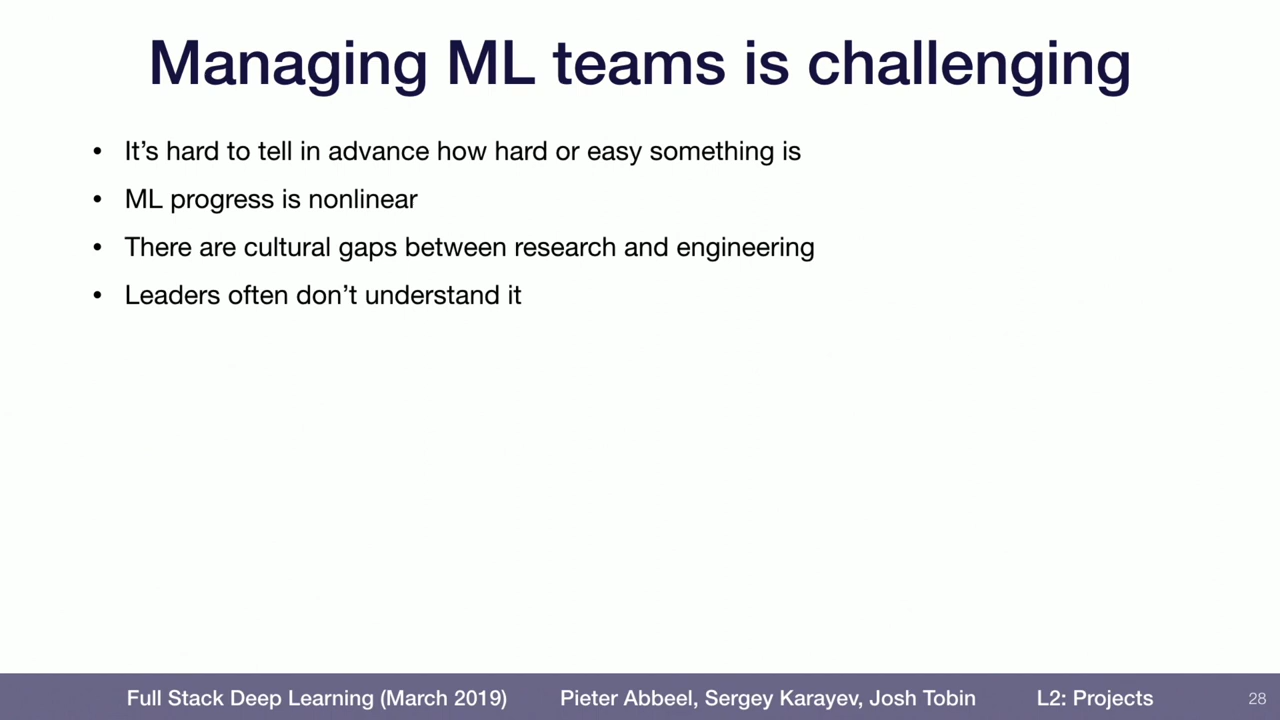 Managing ML teams is challenging
• It’s hard to tell in advance how hard or easy something is
• ML progress is nonlinear
• There are cultural gaps between research and engineering
• Leaders often don’t understand it
Full Stack Deep Learning (March 2019) Pieter Abbeel, Sergey Karayev, Josh Tobin L2: Projects 28